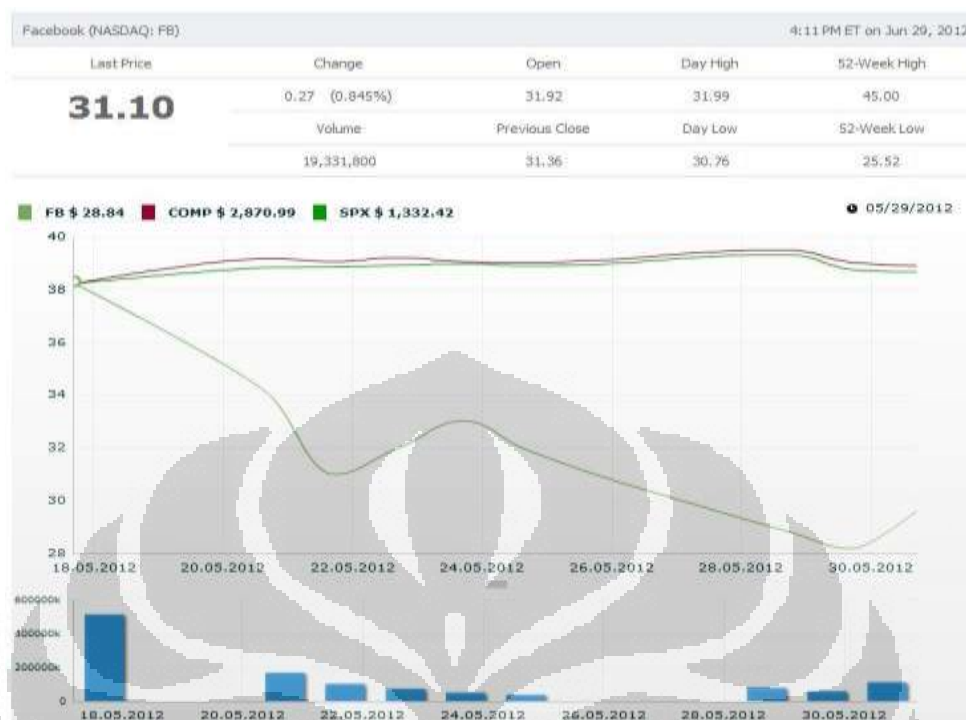 Facebook (NASDAQ: FB) 4:11 PM ET on Jun 29, 2012
Last Price Change Open Day High 52-Week High
31.10 0.27 (0.845%) 31.92 31.99 45.00
Volume Previous Close Day Low 52-Week Low
19,331,800 31.36 30.76 25.52
FB $ 28.84 COMP $ 2,870.99 SPX $ 1,332.42 05/29/2012
40
38
36
34
32
30
28
18.05.2012 20.05.2012 22.05.2012 24.05.2012 26.05.2012 28.05.2012 30.05.2012
600000k
400000k
200000k
0
18.05.2012 20.05.2012 22.05.2012 24.05.2012 26.05.2012 28.05.2012 30.05.2012